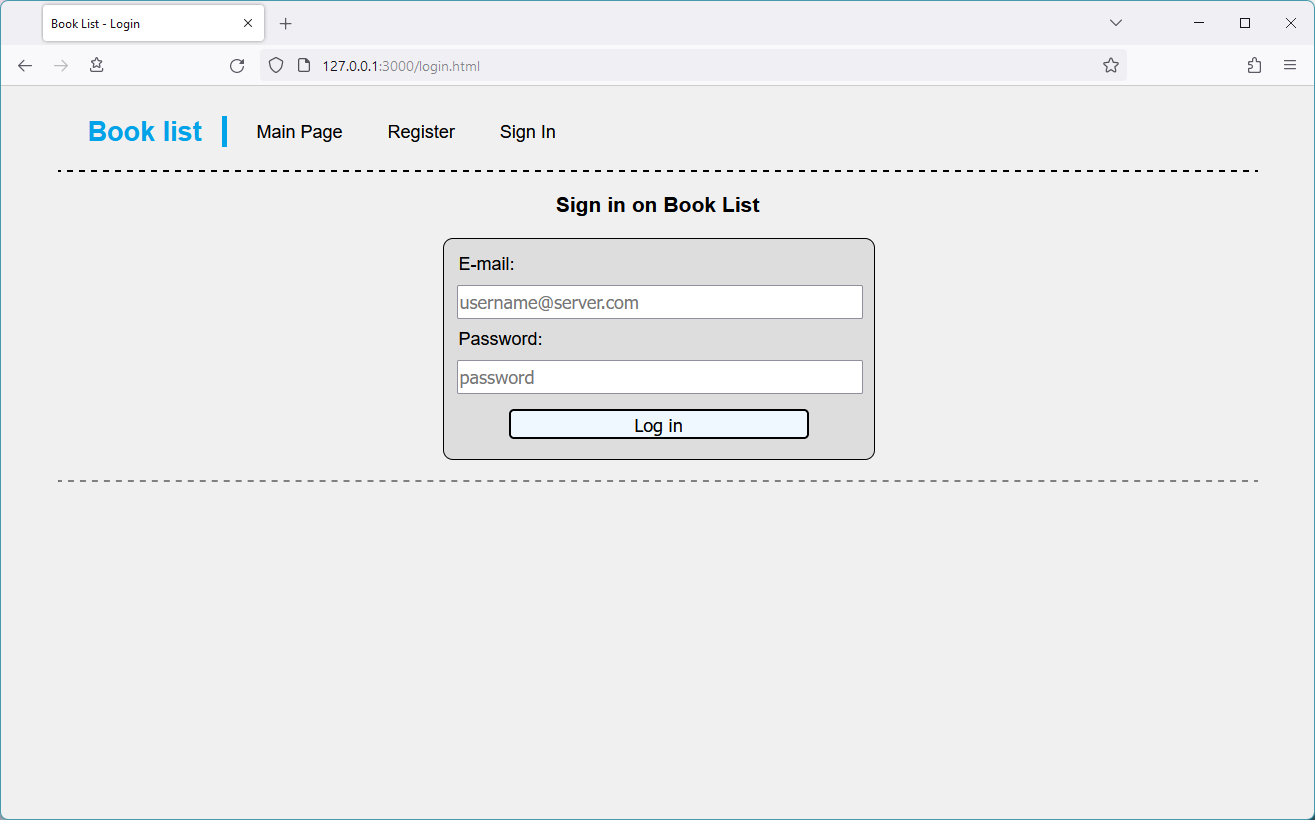 Book List - Login
127.0.0.1:3000/login.html
Book list Main Page Register Sign In
Sign in on Book List
E-mail:
username@server.com
Password:
password
Log in